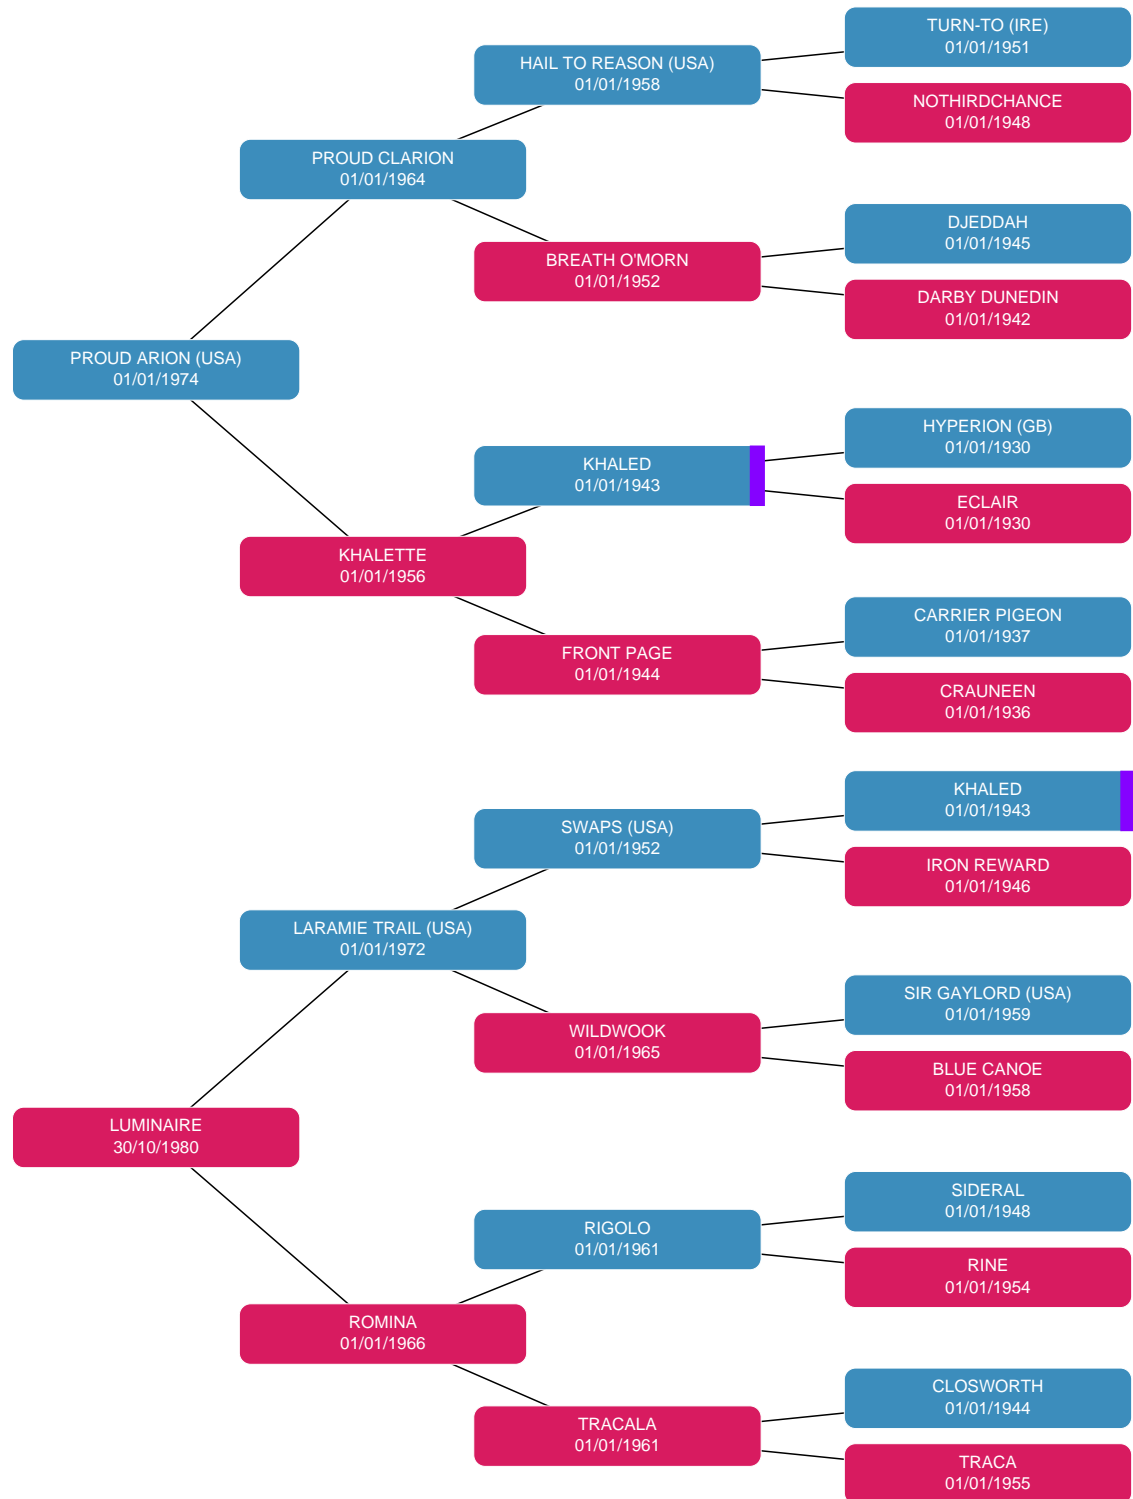 TURN-TO (IRE)
01/01/1951
HAIL TO REASON (USA)
01/01/1958
NOTHIRDCHANCE
01/01/1948
PROUD CLARION
01/01/1964
DJEDDAH
01/01/1945
BREATH O'MORN
01/01/1952
DARBY DUNEDIN
01/01/1942
PROUD ARION (USA)
01/01/1974
HYPERION (GB)
01/01/1930
KHALED
01/01/1943
ECLAIR
01/01/1930
KHALETTE
01/01/1956
CARRIER PIGEON
01/01/1937
FRONT PAGE
01/01/1944
CRAUNEEN
01/01/1936
KHALED
01/01/1943
SWAPS (USA)
01/01/1952
IRON REWARD
01/01/1946
LARAMIE TRAIL (USA)
01/01/1972
SIR GAYLORD (USA)
01/01/1959
WILDWOOK
01/01/1965
BLUE CANOE
01/01/1958
LUMINAIRE
30/10/1980
SIDERAL
01/01/1948
RIGOLO
01/01/1961
RINE
01/01/1954
ROMINA
01/01/1966
CLOSWORTH
01/01/1944
TRACALA
01/01/1961
TRACA
01/01/1955